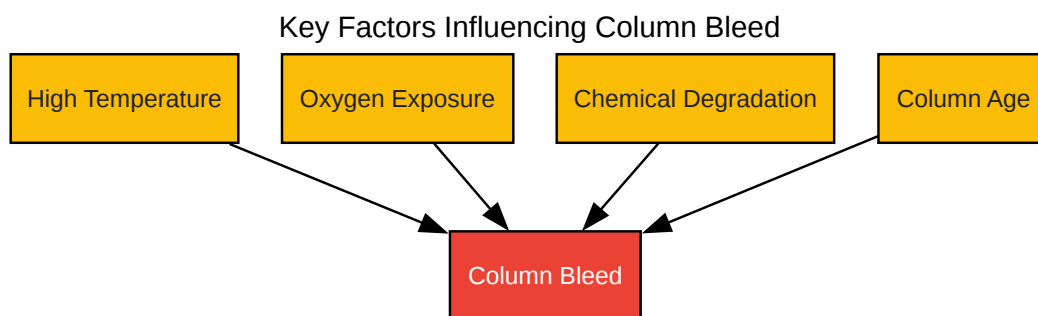 Key Factors Influencing Column Bleed
High Temperature
Oxygen Exposure
Chemical Degradation
Column Age
Column Bleed